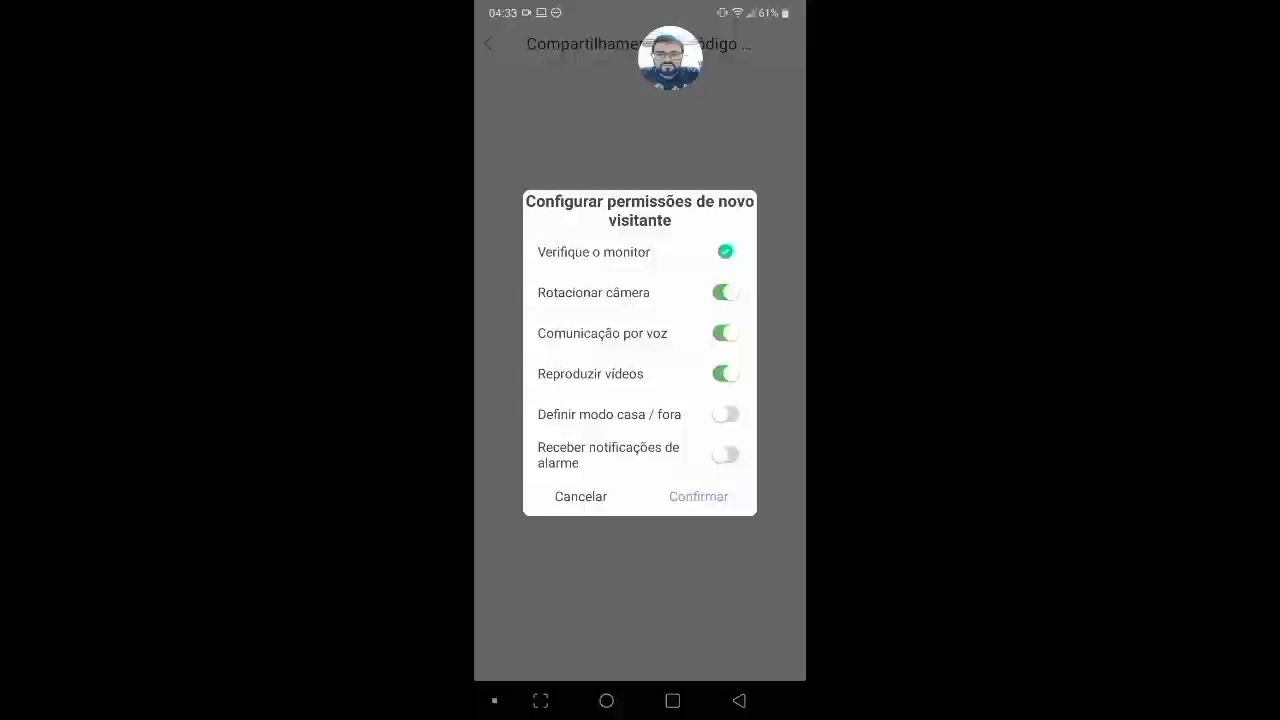 04:33
61%
Compartilhame ódigo ...
Configurar permissões de novo
visitante
Verifique o monitor
Rotacionar câmera
Comunicação por voz
Reproduzir vídeos
Definir modo casa / fora
Receber notificações de
alarme
Cancelar
Confirmar